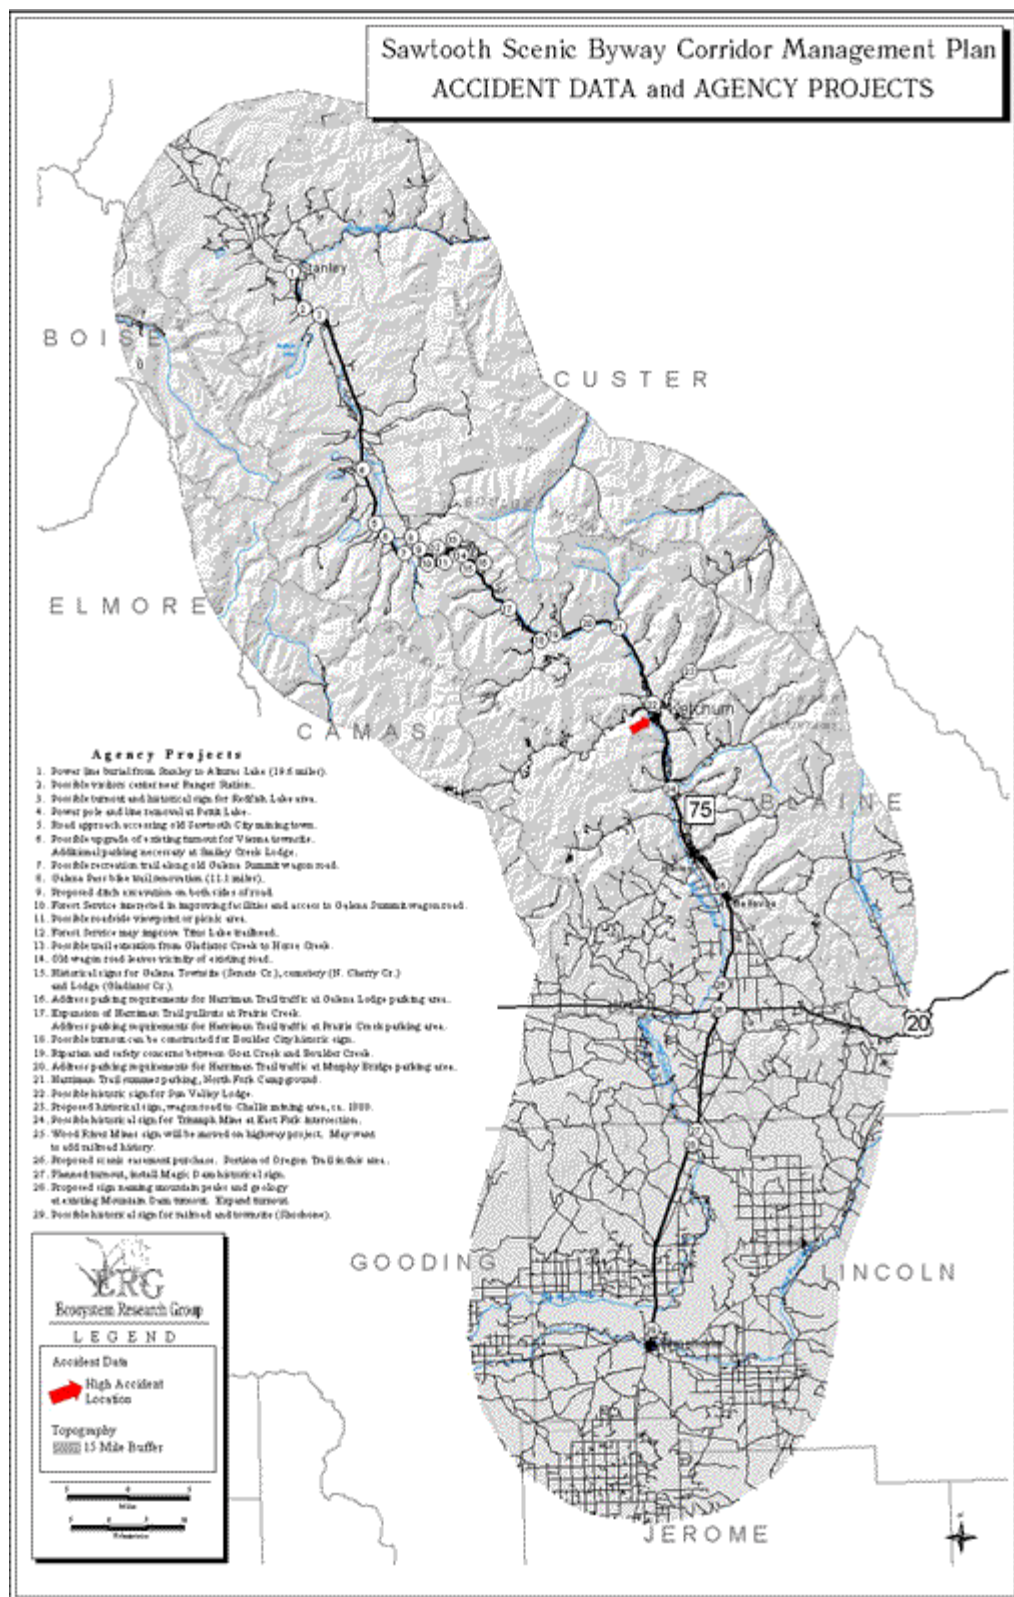 Sawtooth Scenic Byway Corridor Management Plan
ACCIDENT DATA and AGENCY PROJECTS
Stanley
BOISE
CUSTER
ELMORE
CAMAS
Ketchum
BLAINE
75
Bellevue
20
GOODING
LINCOLN
JEROME
Agency Projects
1. Power line burial from Stanley to Alturas Lake (19.6 miles).
2. Possible visitors center near Ranger Station.
3. Possible turnout and historical sign for Redfish Lake area.
4. Power pole and line removal at Pettit Lake.
5. Road approach accessing old Sawtooth City mining town.
6. Possible upgrade of existing turnout for Vienna townsite.
Additional parking necessary at Smiley Creek Lodge.
7. Possible recreation trail along old Galena Summit wagon road.
8. Galena Pass bike trail renovation (11.1 miles).
9. Proposed ditch excavation on both sides of road.
10. Forest Service interested in improving facilities and access to Galena Summit wagon road.
11. Possible roadside viewpoint or picnic area.
12. Forest Service may improve Titus Lake trailhead.
13. Possible trail extention from Gladiator Creek to Horse Creek.
14. Old wagon road leaves vicinity of existing road.
15. Historical signs for Galena Townsite (Senate Cr.), cemetery (N. Cherry Cr.)
and Lodge (Gladiator Cr.).
16. Address parking requirements for Harriman Trail traffic at Galena Lodge parking area.
17. Expansion of Harriman Trail pullouts at Prairie Creek.
Address parking requirements for Harriman Trail traffic at Prairie Creek parking area.
18. Possible turnout can be constructed for Boulder City historic sign.
19. Riparian and safety concerns between Goat Creek and Boulder Creek.
20. Address parking requirements for Harriman Trail traffic at Murphy Bridge parking area.
21. Harriman Trail summer parking, North Fork Campground.
22. Possible historic sign for Sun Valley Lodge.
23. Proposed historical sign, wagon road to Challis mining area, ca. 1880.
24. Possible historical sign for Triumph Mine at East Fork intersection.
25. Wood River Mines sign will be moved on highway project. May want
to add railroad history.
26. Proposed scenic easement purchase. Portion of Oregon Trail in this area.
27. Planned turnout, install Magic Dam historical sign.
28. Proposed sign naming mountain peaks and geology
at existing Mountain Dam turnout. Expand turnout.
29. Possible historical sign for railroad and townsite (Shoshone).
ERG
Ecosystem Research Group
LEGEND
Accident Data
High Accident
Location
Topography
15 Mile Buffer
5 0 5
Miles
5 0 5 10
Kilometers